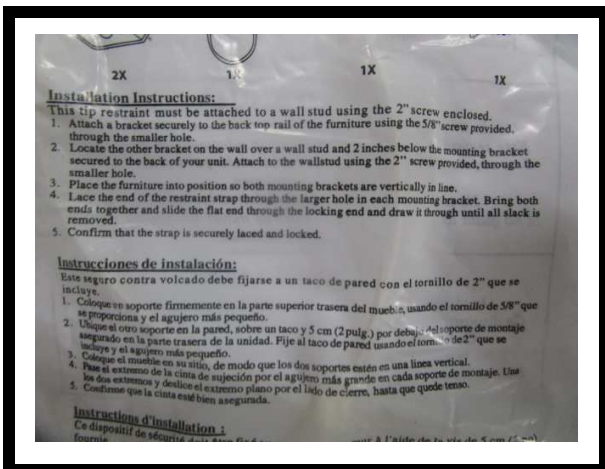 2X
1X
1X
1X
Installation Instructions:
This tip restraint must be attached to a wall stud using the 2" screw enclosed.
1. Attach a bracket securely to the back top rail of the furniture using the 5/8" screw provided,
through the smaller hole.
2. Locate the other bracket on the wall over a wall stud and 2 inches below the mounting bracket
secured to the back of your unit. Attach to the wallstud using the 2" screw provided, through the
smaller hole.
3. Place the furniture into position so both mounting brackets are vertically in line.
4. Lace the end of the restraint strap through the larger hole in each mounting bracket. Bring both
ends together and slide the flat end through the locking end and draw it through until all slack is
removed.
5. Confirm that the strap is securely laced and locked.
Instrucciones de instalación:
Este seguro contra volcado debe fijarse a un taco de pared con el tornillo de 2" que se
incluye.
1. Coloque un soporte firmemente en la parte superior trasera del mueble, usando el tornillo de 5/8" que
se proporciona y el agujero más pequeño.
2. Ubique el otro soporte en la pared, sobre un taco y 5 cm (2 pulg.) por debajo del soporte de montaje
asegurado en la parte trasera de la unidad. Fije al taco de pared usando el tornillo de 2" que se
incluye y el agujero más pequeño.
3. Coloque el mueble en su sitio, de modo que los dos soportes estén en una línea vertical.
4. Pase el extremo de la cinta de sujeción por el agujero más grande en cada soporte de montaje. Una
los dos extremos y deslice el extremo plano por el lado de cierre, hasta que quede tenso.
5. Confirme que la cinta esté bien asegurada.
Instructions d'installation :
Ce dispositif de sécurité doit être à l'aide de la vis de 5 cm
fournie